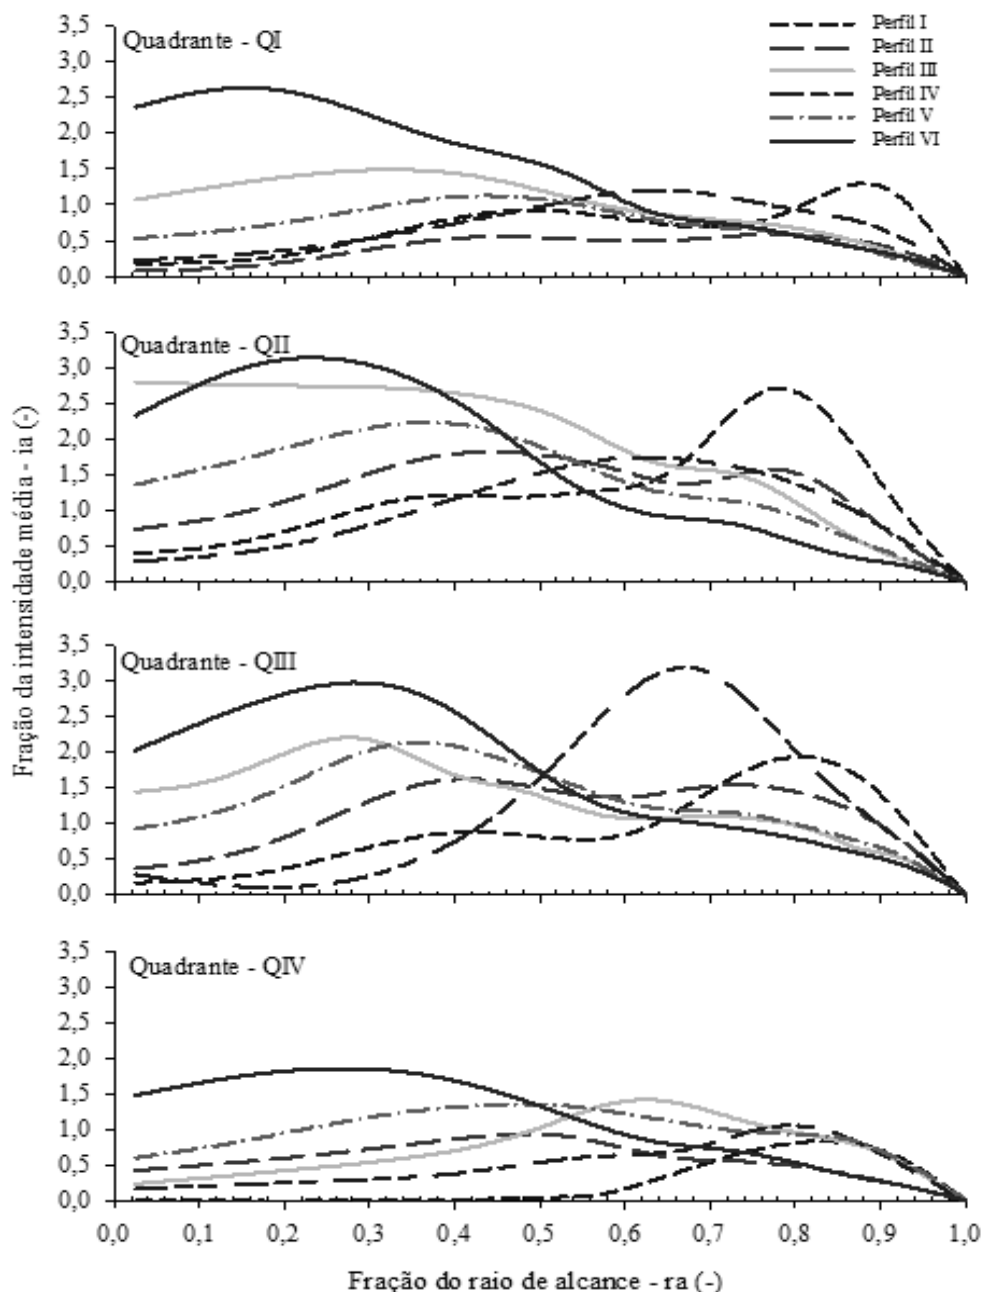 Quadrante - QI
Perfil I
Perfil II
Perfil III
Perfil IV
Perfil V
Perfil VI
3,5
3,0
2,5
2,0
1,5
1,0
0,5
0,0
Quadrante - QII
3,5
3,0
2,5
2,0
1,5
1,0
0,5
0,0
Fração da intensidade média - ia (-)
Quadrante - QIII
3,5
3,0
2,5
2,0
1,5
1,0
0,5
0,0
Quadrante - QIV
3,5
3,0
2,5
2,0
1,5
1,0
0,5
0,0
0,0 0,1 0,2 0,3 0,4 0,5 0,6 0,7 0,8 0,9 1,0
Fração do raio de alcance - ra (-)